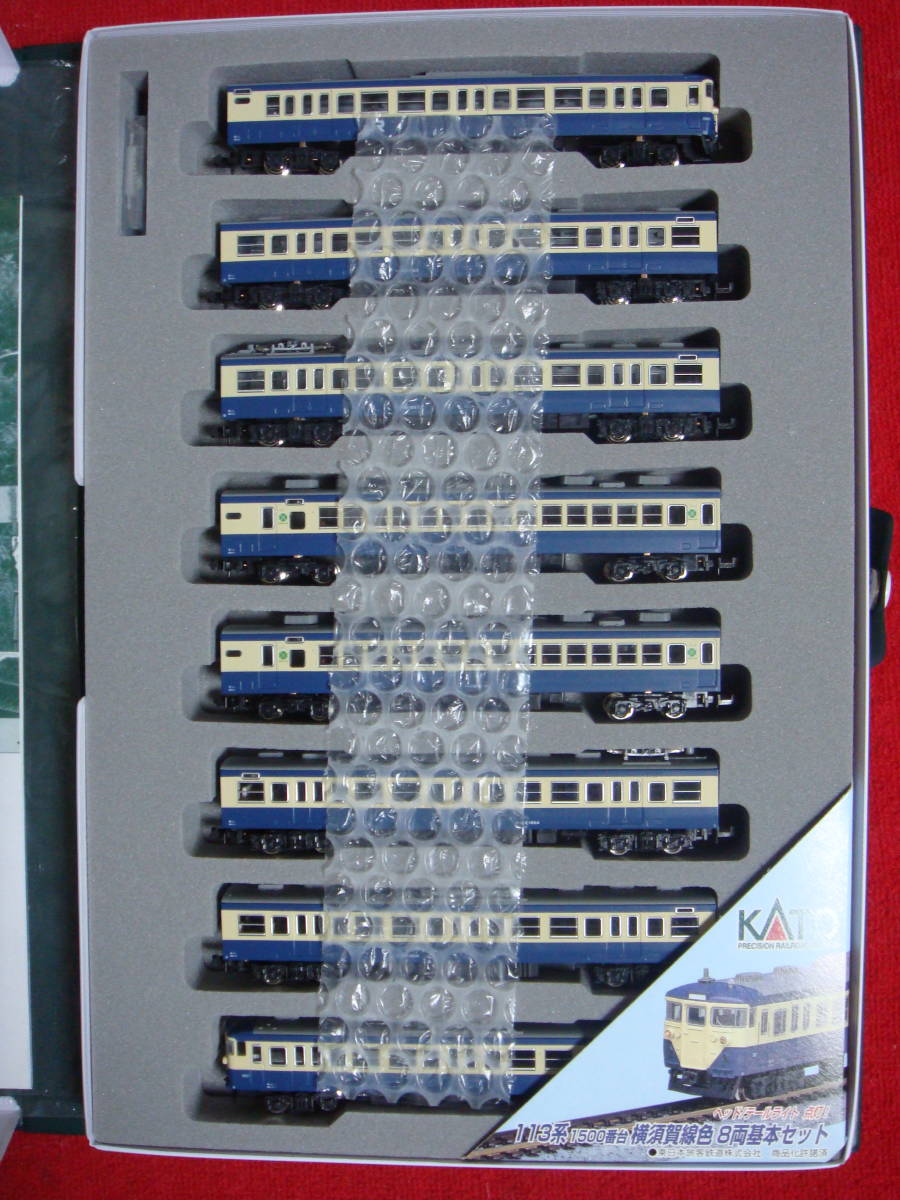 KATO
PRECISION RAILROAD
ヘッド/テールライト 点灯!
113系 1500番台 横須賀線色 8両基本セット
●東日本旅客鉄道株式会社 商品化許諾済